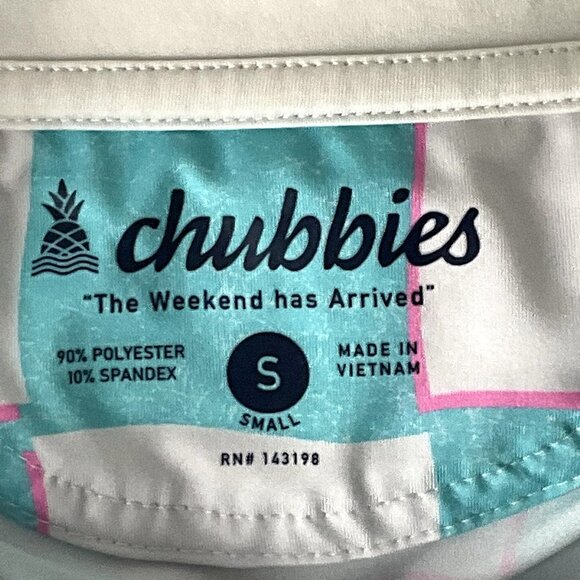 chubbies
"The Weekend has Arrived"
90% POLYESTER
10% SPANDEX
S
SMALL
MADE IN
VIETNAM
RN# 143198